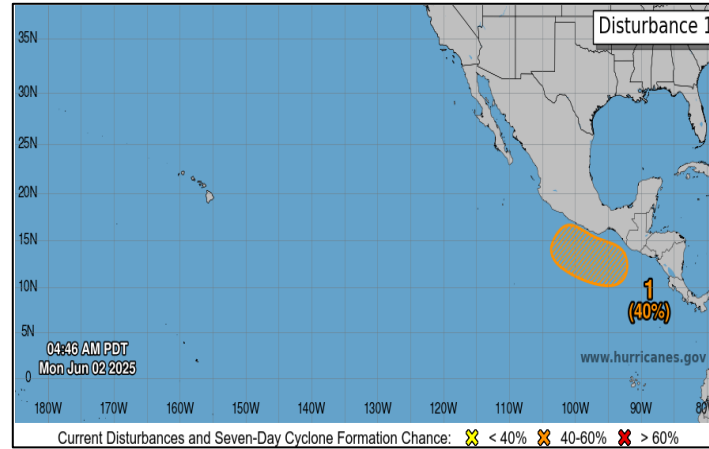 Disturbance 1
35N
30N
25N
20N
15N
10N
5N
0
1
(40%)
04:46 AM PDT
Mon Jun 02 2025
www.hurricanes.gov
180W 170W 160W 150W 140W 130W 120W 110W 100W 90W 80W
Current Disturbances and Seven-Day Cyclone Formation Chance: < 40% 40-60% > 60%